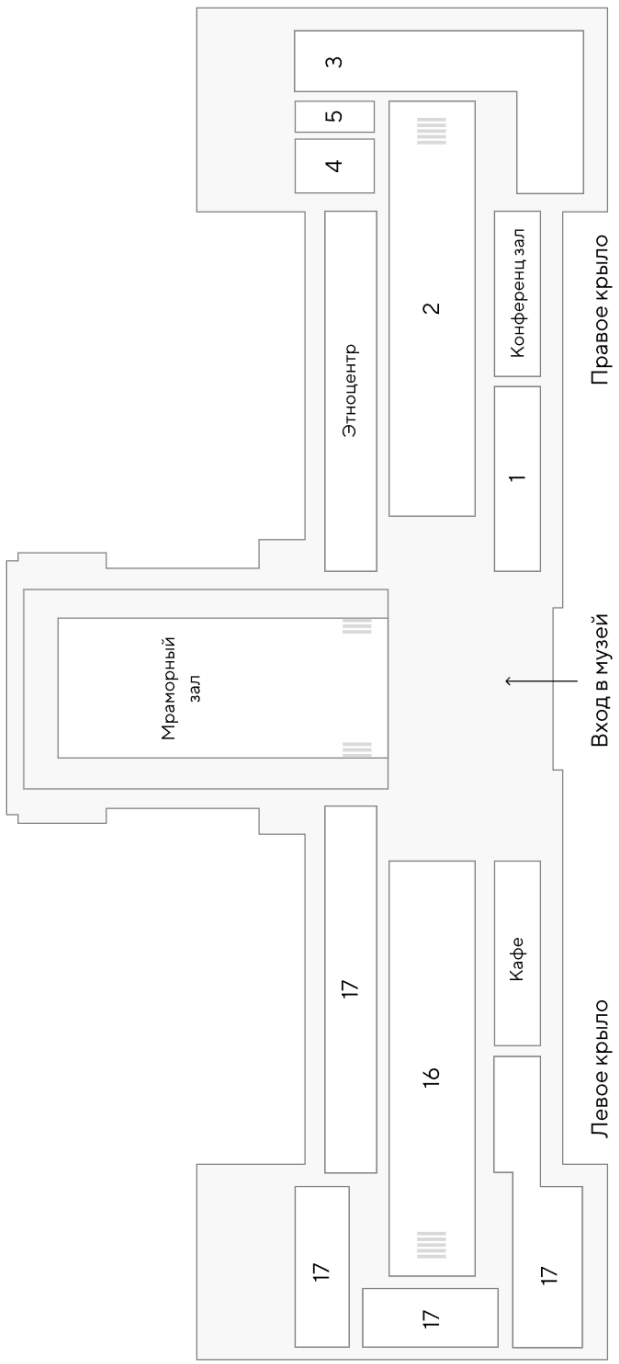 3
5
4
2
Конференц зал
Этноцентр
1
Правое крыло
Мраморный
зал
Вход в музей
17
16
Кафе
Левое крыло
17
17
17